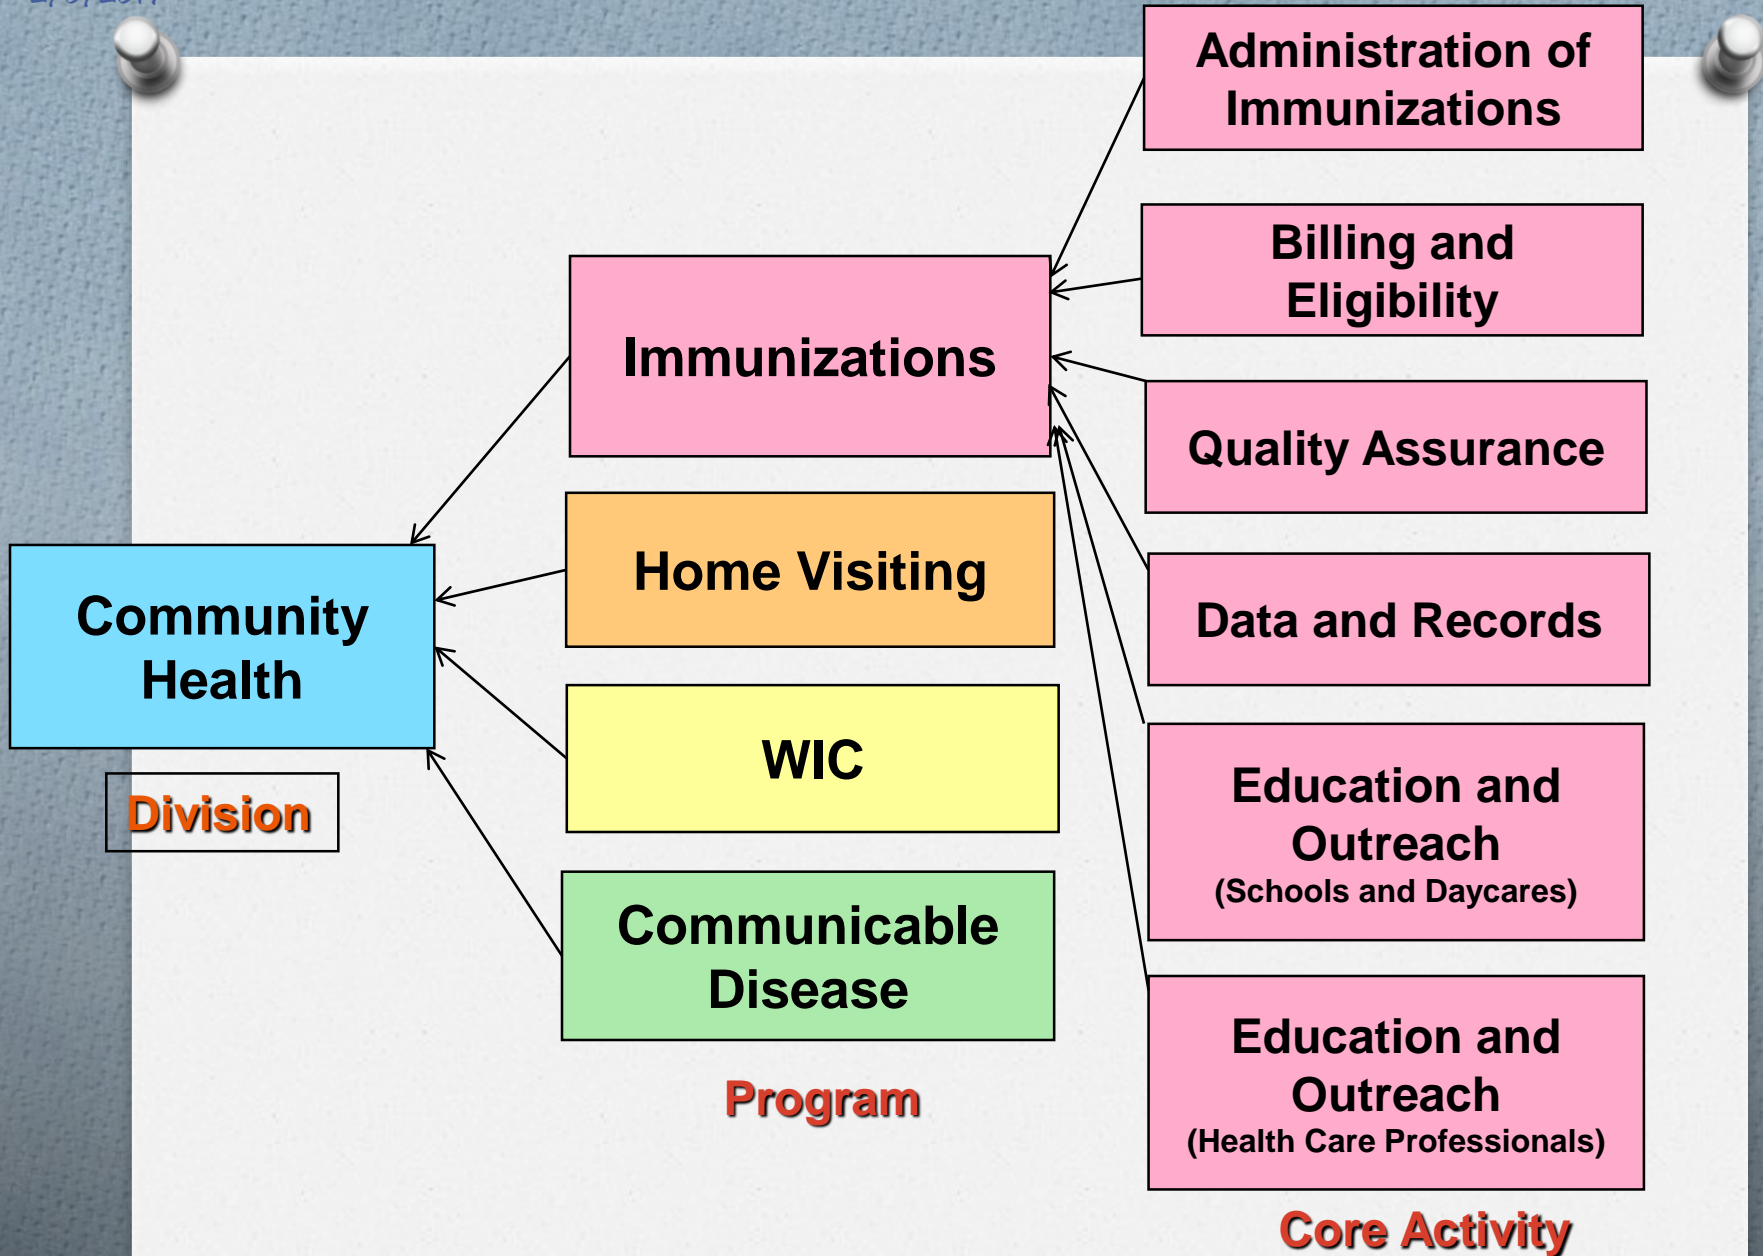 Administration of
Immunizations
Billing and
Eligibility
Immunizations
Quality Assurance
Home Visiting
Community
Health
Data and Records
WIC
Division
Education and
Outreach
(Schools and Daycares)
Communicable
Disease
Program
Education and
Outreach
(Health Care Professionals)
Core Activity